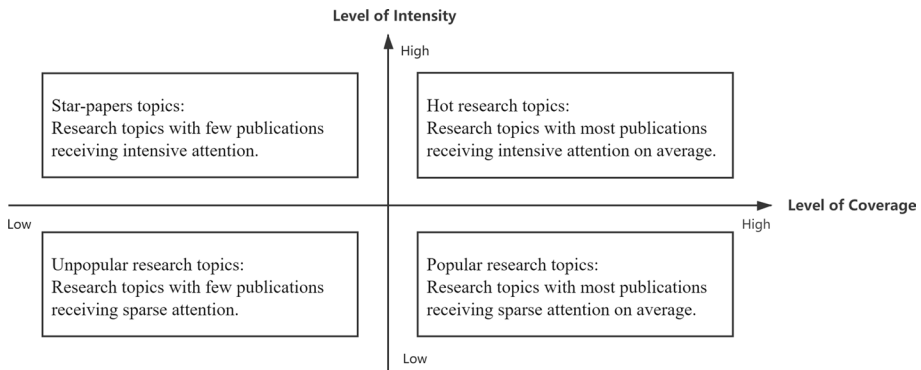 Level of Intensity
High
Star-papers topics:
Research topics with few publications
receiving intensive attention.
Hot research topics:
Research topics with most publications
receiving intensive attention on average.
Level of Coverage
Low
High
Unpopular research topics:
Research topics with few publications
receiving sparse attention.
Popular research topics:
Research topics with most publications
receiving sparse attention on average.
Low